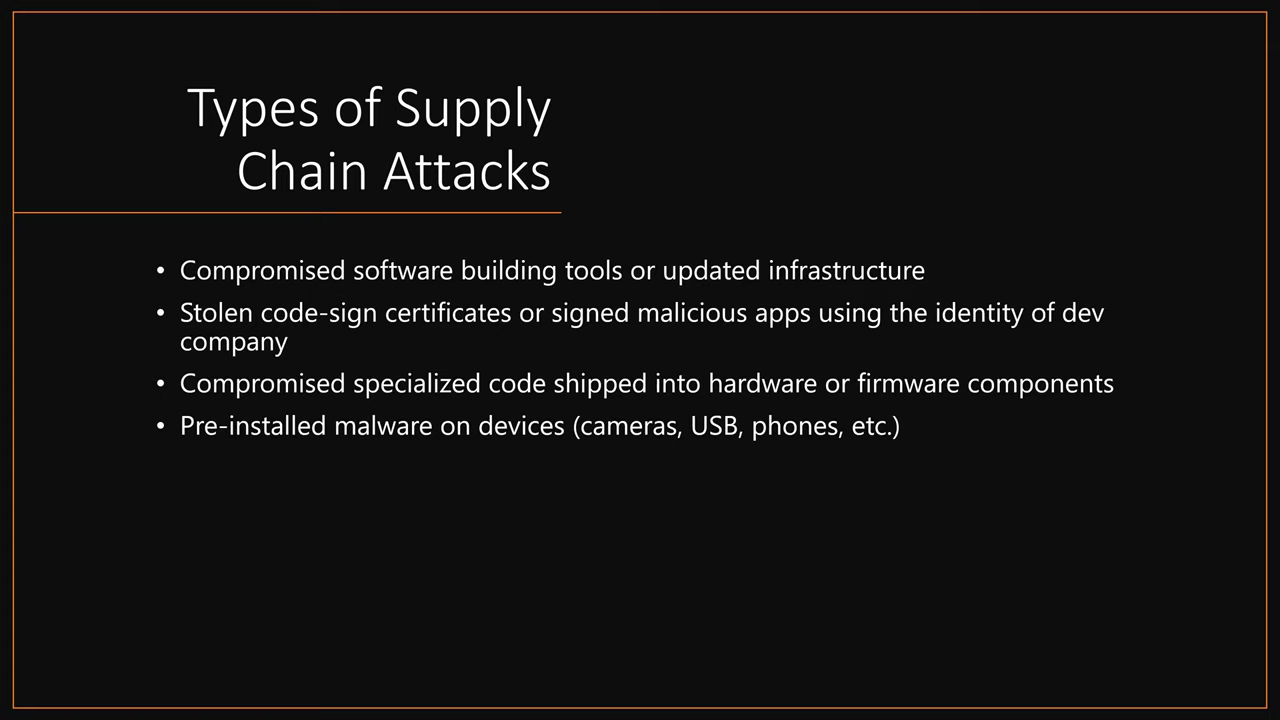 Types of Supply
Chain Attacks
• Compromised software building tools or updated infrastructure
• Stolen code-sign certificates or signed malicious apps using the identity of dev
company
• Compromised specialized code shipped into hardware or firmware components
• Pre-installed malware on devices (cameras, USB, phones, etc.)